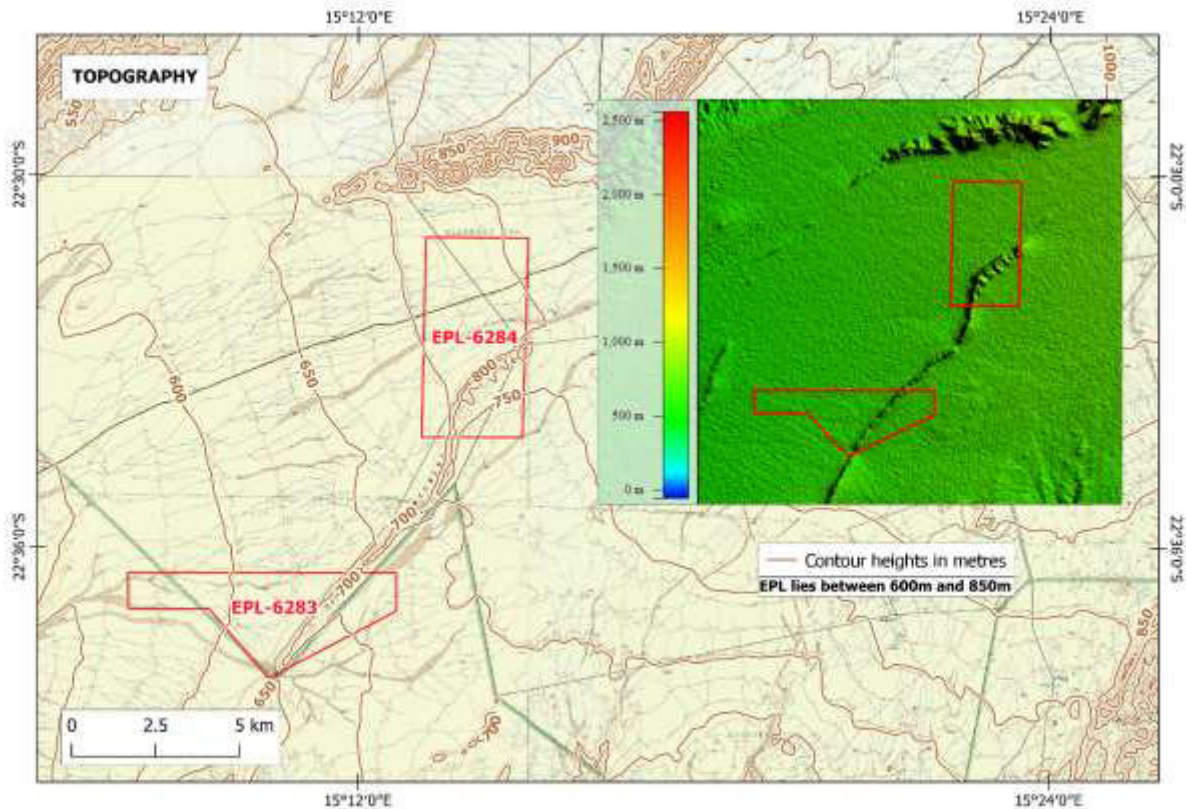 15°12'0"E
15°24'0"E
TOPOGRAPHY
550
1000
850
900
22°30'0"S
22°30'0"S
2,500 m
2,000 m
1,500 m
1,000 m
500 m
0 m
EPL-6284
600
650
800
750
700
22°36'0"S
22°36'0"S
Contour heights in metres
EPL lies between 600m and 850m
700
EPL-6283
850
650
0 2.5 5 km
700
15°12'0"E
15°24'0"E